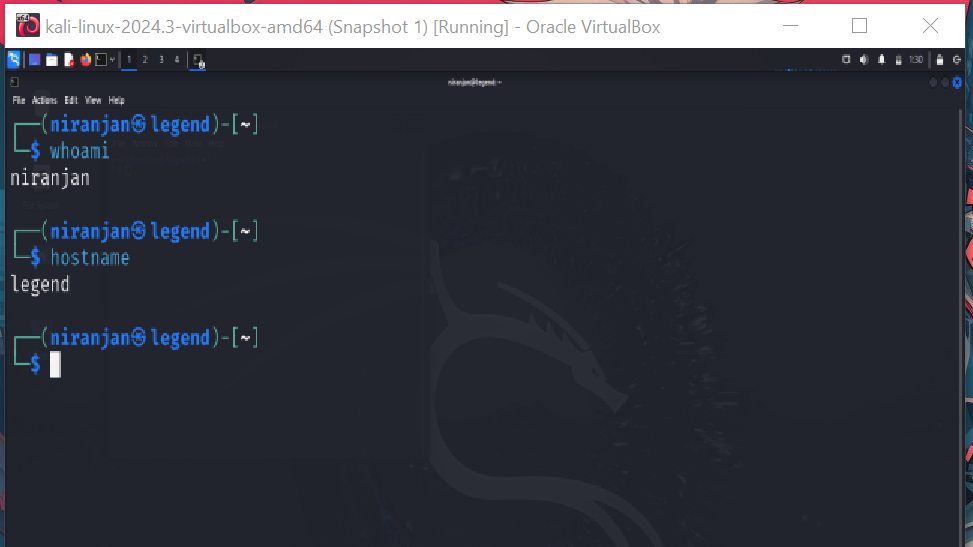 kali-linux-2024.3-virtualbox-amd64 (Snapshot 1) [Running] - Oracle VirtualBox
1 2 3 4
1:30
niranjan@legend: ~
File Actions Edit View Help
┌──(niranjan㉿legend)-[~]
└─$ whoami
niranjan
┌──(niranjan㉿legend)-[~]
└─$ hostname
legend
┌──(niranjan㉿legend)-[~]
└─$